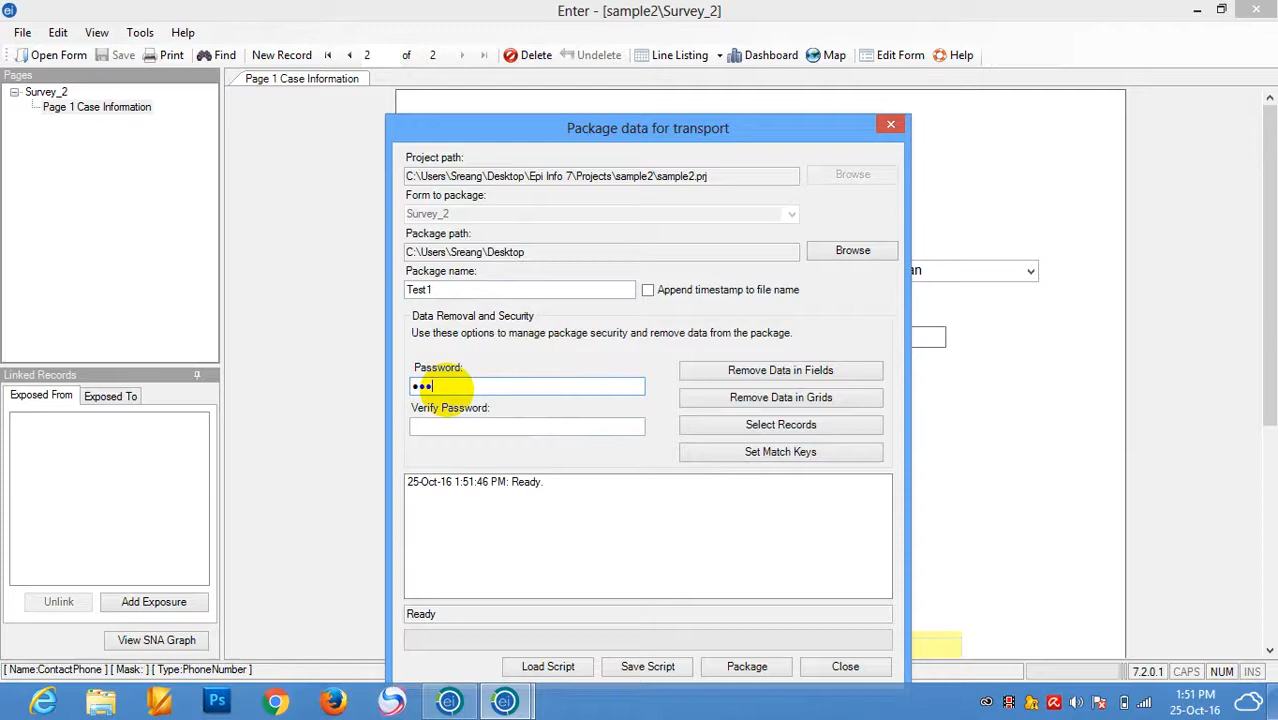 Enter - [sample2\Survey_2]
File Edit View Tools Help
Open Form Save Print Find New Record 2 of 2 Delete Undelete Line Listing Dashboard Map Edit Form Help
Pages
Survey_2
Page 1 Case Information
Page 1 Case Information
Package data for transport
Project path:
C:\Users\Sreang\Desktop\Epi Info 7\Projects\sample2\sample2.prj
Browse
Form to package:
Survey_2
Package path:
C:\Users\Sreang\Desktop
Browse
Package name:
Test1
Append timestamp to file name
Data Removal and Security
Use these options to manage package security and remove data from the package.
Password:
Verify Password:
Remove Data in Fields
Remove Data in Grids
Select Records
Set Match Keys
25-Oct-16 1:51:46 PM: Ready.
Ready
Load Script Save Script Package Close
an
Linked Records
Exposed From Exposed To
Unlink Add Exposure
View SNA Graph
[ Name:ContactPhone ] [ Mask: ] [ Type:PhoneNumber ]
7.2.0.1 CAPS NUM INS
ei
Ps
ei ei
1:51 PM
25-Oct-16